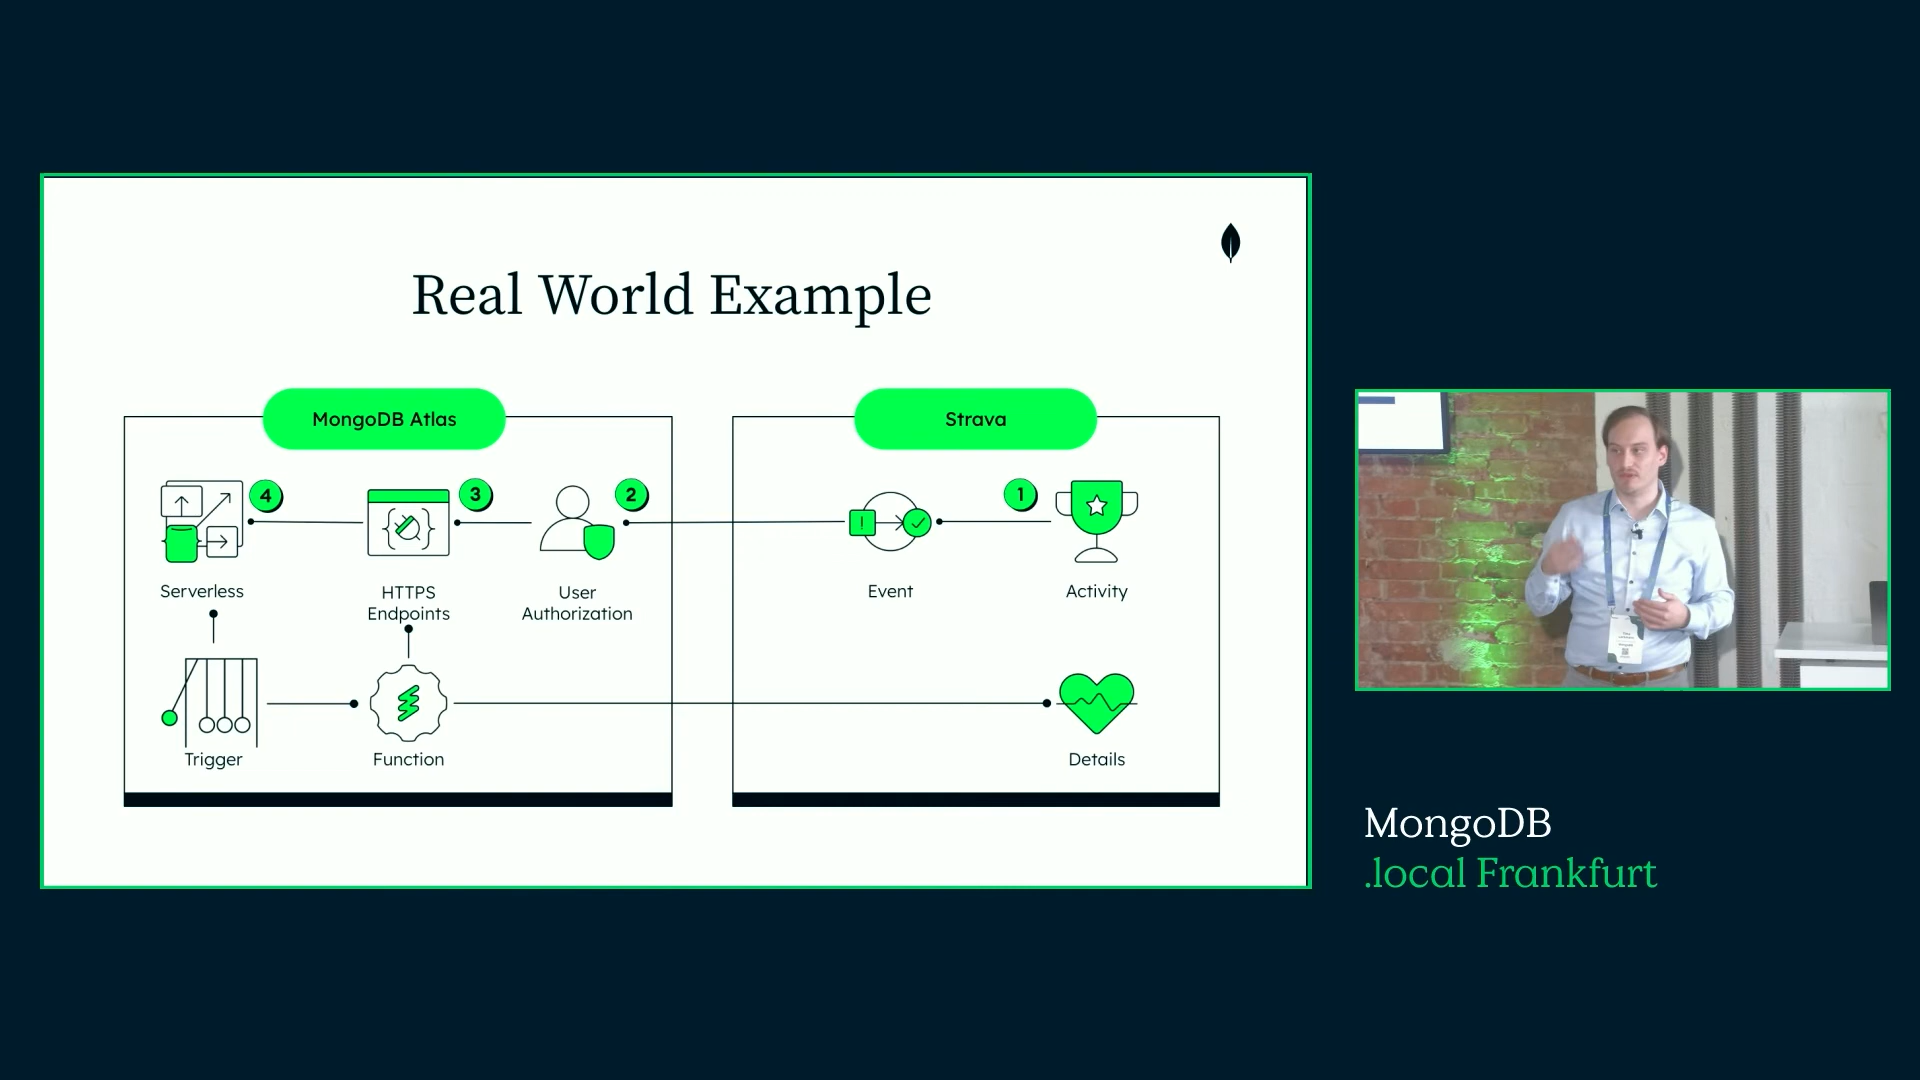 Real World Example
MongoDB Atlas
Strava
4
3
2
1
Serverless
HTTPS
Endpoints
User
Authorization
Event
Activity
Trigger
Function
Details
MongoDB
.local Frankfurt